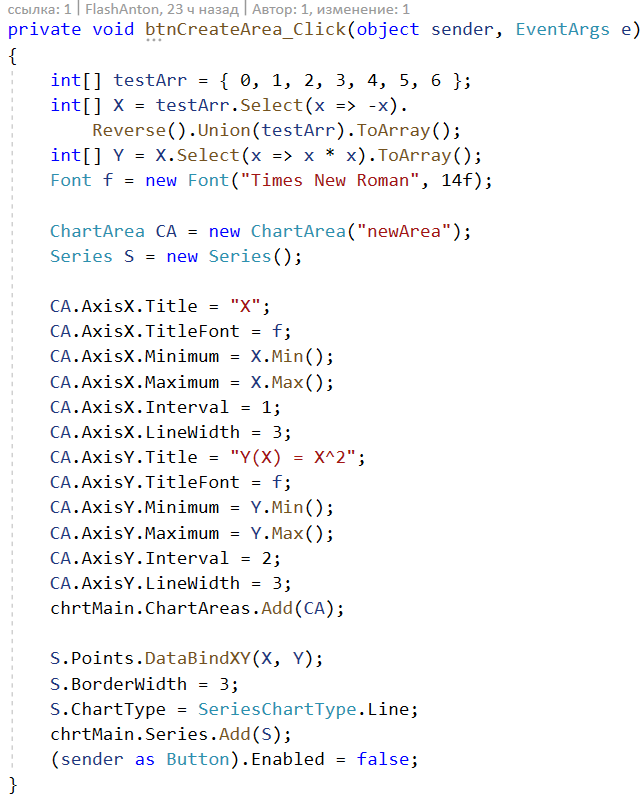 ссылка: 1 | FlashAnton, 23 ч назад | Автор: 1, изменение: 1
private void btnCreateArea_Click(object sender, EventArgs e)
{
    int[] testArr = { 0, 1, 2, 3, 4, 5, 6 };
    int[] X = testArr.Select(x => -x).
        Reverse().Union(testArr).ToArray();
    int[] Y = X.Select(x => x * x).ToArray();
    Font f = new Font("Times New Roman", 14f);

    ChartArea CA = new ChartArea("newArea");
    Series S = new Series();

    CA.AxisX.Title = "X";
    CA.AxisX.TitleFont = f;
    CA.AxisX.Minimum = X.Min();
    CA.AxisX.Maximum = X.Max();
    CA.AxisX.Interval = 1;
    CA.AxisX.LineWidth = 3;
    CA.AxisY.Title = "Y(X) = X^2";
    CA.AxisY.TitleFont = f;
    CA.AxisY.Minimum = Y.Min();
    CA.AxisY.Maximum = Y.Max();
    CA.AxisY.Interval = 2;
    CA.AxisY.LineWidth = 3;
    chrtMain.ChartAreas.Add(CA);

    S.Points.DataBindXY(X, Y);
    S.BorderWidth = 3;
    S.ChartType = SeriesChartType.Line;
    chrtMain.Series.Add(S);
    (sender as Button).Enabled = false;
}